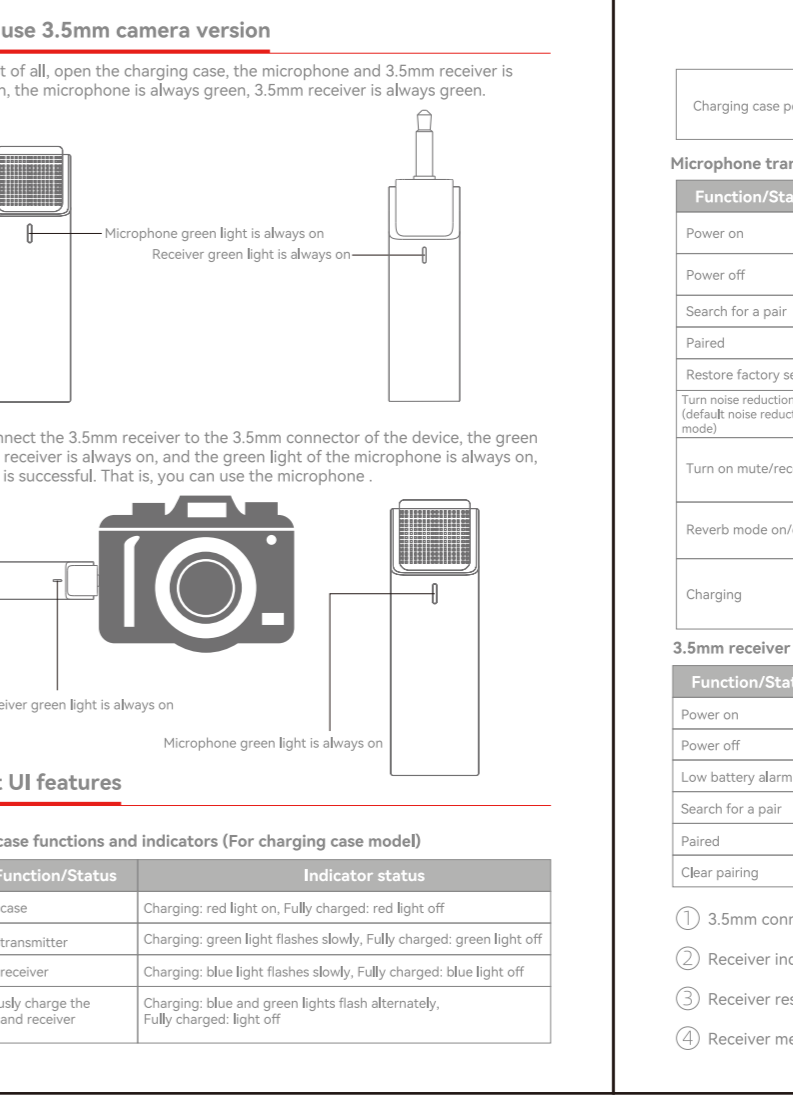 use 3.5mm camera version
t of all, open the charging case, the microphone and 3.5mm receiver is
n, the microphone is always green, 3.5mm receiver is always green.
Microphone green light is always on
Receiver green light is always on
nnect the 3.5mm receiver to the 3.5mm connector of the device, the green
receiver is always on, and the green light of the microphone is always on,
is successful. That is, you can use the microphone .
eiver green light is always on
Microphone green light is always on
t UI features
case functions and indicators (For charging case model)
Function/Status Indicator status
case Charging: red light on, Fully charged: red light off
transmitter Charging: green light flashes slowly, Fully charged: green light off
receiver Charging: blue light flashes slowly, Fully charged: blue light off
usly charge the Charging: blue and green lights flash alternately,
and receiver Fully charged: light off
Charging case po
Microphone tran
Function/Sta
Power on
Power off
Search for a pair
Paired
Restore factory se
Turn noise reduction
(default noise reduct
mode)
Turn on mute/reco
Reverb mode on/o
Charging
3.5mm receiver
Function/Stat
Power on
Power off
Low battery alarm
Search for a pair
Paired
Clear pairing
① 3.5mm conn
② Receiver ind
③ Receiver res
④ Receiver me